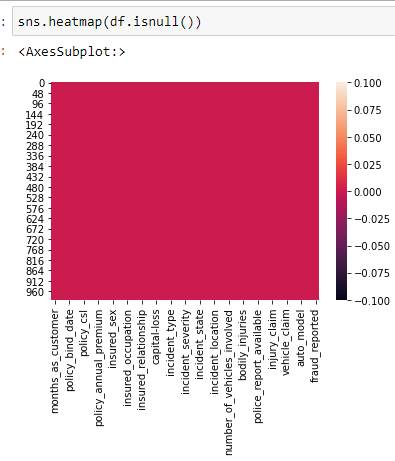 : sns.heatmap(df.isnull())
: <AxesSubplot:>
0
48
96
144
192
240
288
336
384
432
480
528
576
624
672
720
768
816
864
912
960
0.100
0.075
0.050
0.025
0.000
−0.025
−0.050
−0.075
−0.100
months_as_customer
policy_bind_date
policy_csl
policy_annual_premium
insured_sex
insured_occupation
insured_relationship
capital-loss
incident_type
incident_severity
incident_state
incident_location
number_of_vehicles_involved
bodily_injuries
police_report_available
injury_claim
vehicle_claim
auto_model
fraud_reported